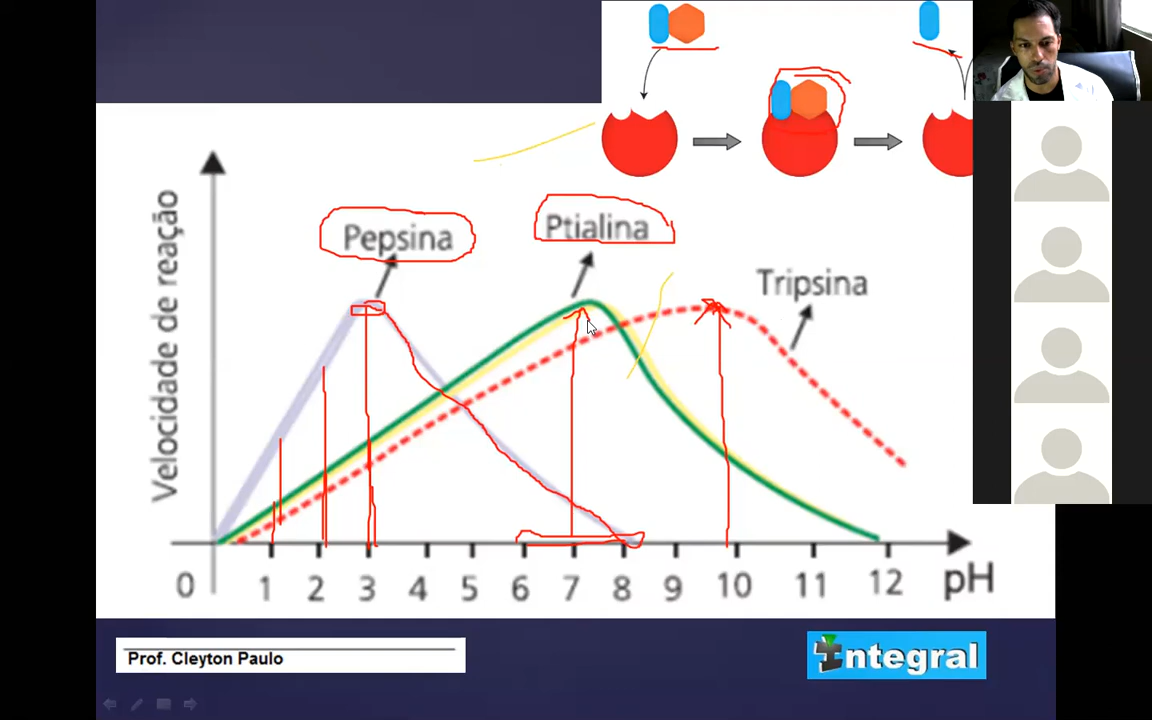 Pepsina
Ptialina
Tripsina
Velocidade de reação
0 1 2 3 4 5 6 7 8 9 10 11 12 pH
Prof. Cleyton Paulo
Integral